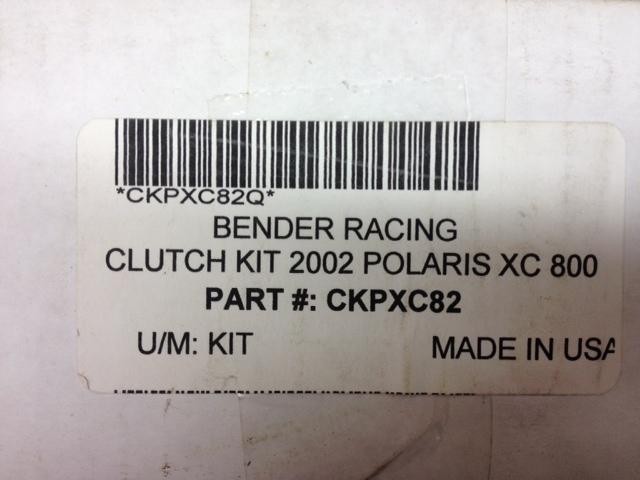 *CKPXC82Q*
BENDER RACING
CLUTCH KIT 2002 POLARIS XC 800
PART #: CKPXC82
U/M: KIT MADE IN USA